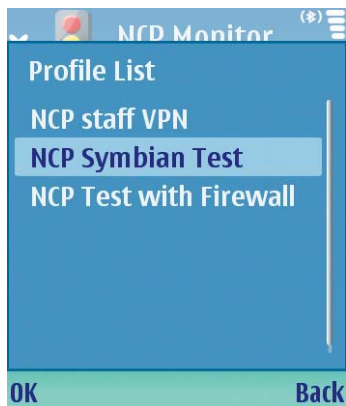 NCP Monitor
Profile List
NCP staff VPN
NCP Symbian Test
NCP Test with Firewall
OK Back